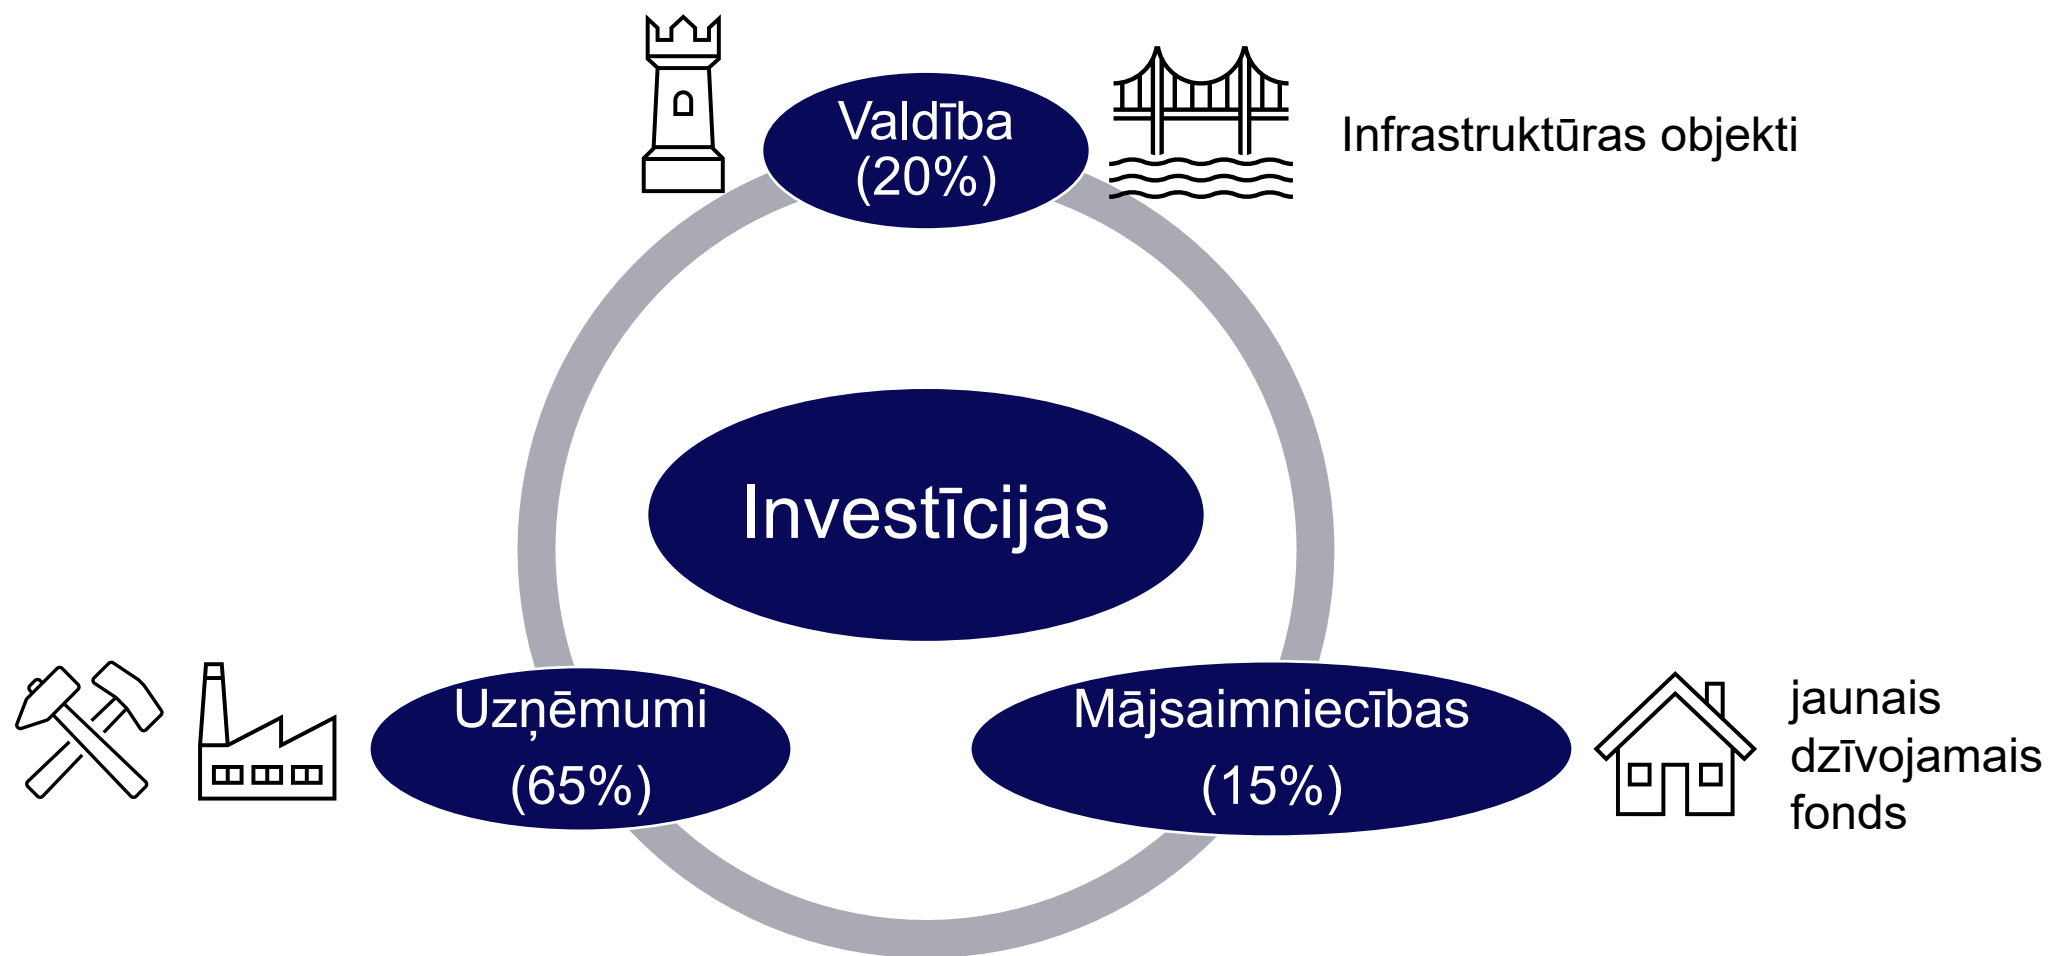 Valdība
(20%)
Infrastruktūras objekti
Investīcijas
Uzņēmumi
(65%)
Mājsaimniecības
(15%)
jaunais
dzīvojamais
fonds